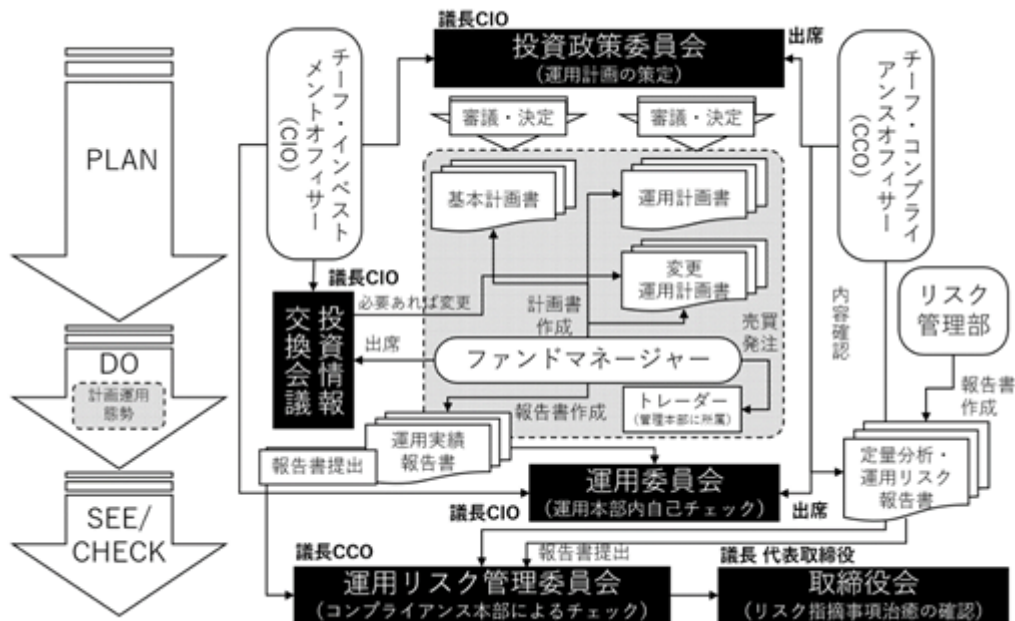 議長CIO
投資政策委員会
(運用計画の策定)
出席
チーフ・インベスト
メントオフィサー
(CIO)
チーフ・コンプライ
アンスオフィサー
(CCO)
PLAN
審議・決定
審議・決定
基本計画書
運用計画書
変更
運用計画書
議長CIO
投資情報
交換会議
必要あれば変更
計画書
作成
売買
発注
内容確認
リスク
管理部
出席
ファンドマネージャー
DO
計画運用
態勢
報告書作成
トレーダー
(管理本部に所属)
報告書
作成
運用実績
報告書
報告書提出
定量分析・
運用リスク
報告書
運用委員会
(運用本部内自己チェック)
議長CIO
出席
SEE/
CHECK
議長CCO
報告書提出
議長 代表取締役
運用リスク管理委員会
(コンプライアンス本部によるチェック)
取締役会
(リスク指摘事項治癒の確認)